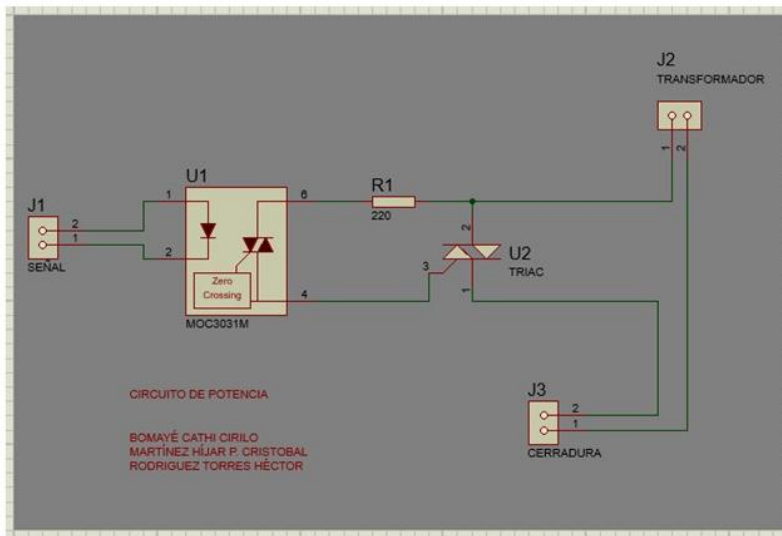 J2
TRANSFORMADOR
1
2
U1
R1
J1
1
6
220
2
1
2
2
SEÑAL
U2
TRIAC
3
Zero
Crossing
4
1
MOC3031M
J3
CIRCUITO DE POTENCIA
2
1
BOMAYÉ CATHI CIRILO
MARTÍNEZ HÍJAR P. CRISTOBAL
CERRADURA
RODRIGUEZ TORRES HÉCTOR